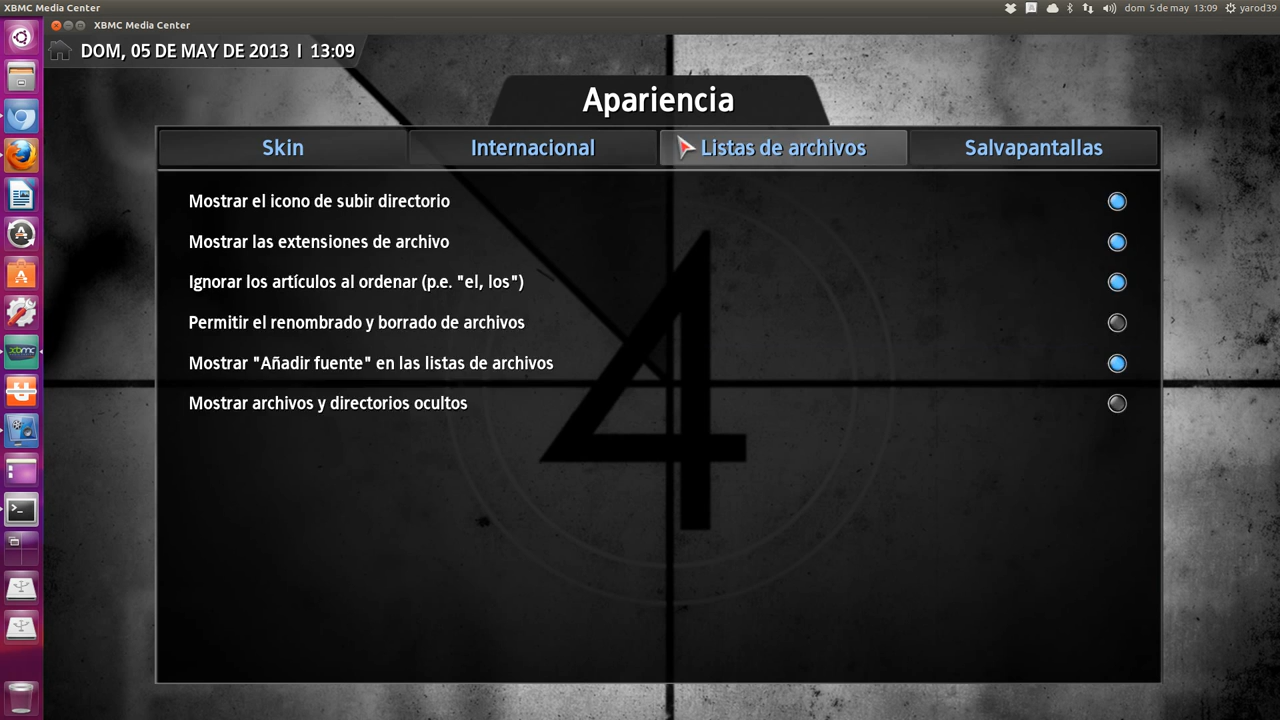 XBMC Media Center
dom 5 de may 13:09 yarod39
XBMC Media Center
DOM, 05 DE MAY DE 2013 | 13:09
Apariencia
Skin
Internacional
Listas de archivos
Salvapantallas
Mostrar el icono de subir directorio
Mostrar las extensiones de archivo
Ignorar los artículos al ordenar (p.e. "el, los")
Permitir el renombrado y borrado de archivos
Mostrar "Añadir fuente" en las listas de archivos
Mostrar archivos y directorios ocultos
4
xbmc